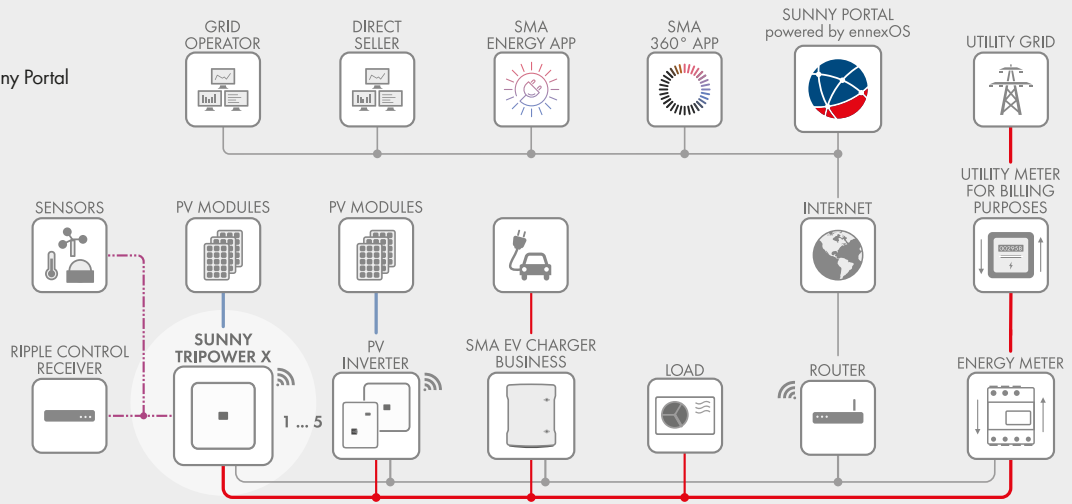 GRID
OPERATOR
DIRECT
SELLER
SMA
ENERGY APP
SMA
360° APP
SUNNY PORTAL
powered by ennexOS
UTILITY GRID
ny Portal
SENSORS
PV MODULES
PV MODULES
INTERNET
UTILITY METER
FOR BILLING
PURPOSES
002958
RIPPLE CONTROL
RECEIVER
SUNNY
TRIPOWER X
1 ... 5
PV
INVERTER
SMA EV CHARGER
BUSINESS
LOAD
ROUTER
ENERGY METER